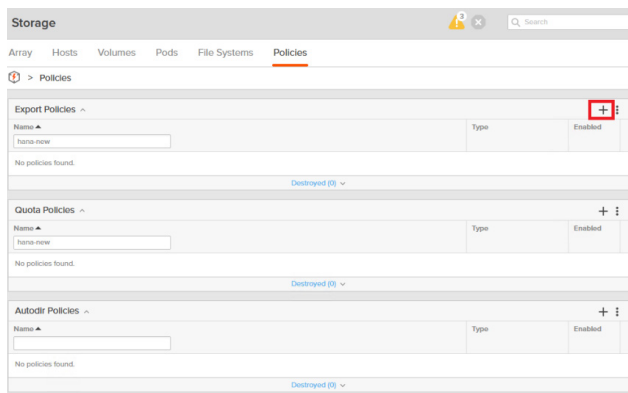 Storage
3
Search
Array Hosts Volumes Pods File Systems Policies
> Policies
Export Policies
Name Type Enabled
hana-new
No policies found.
Destroyed (0)
Quota Policies
Name Type Enabled
hana-new
No policies found.
Destroyed (0)
Autodir Policies
Name Type Enabled
No policies found.
Destroyed (0)